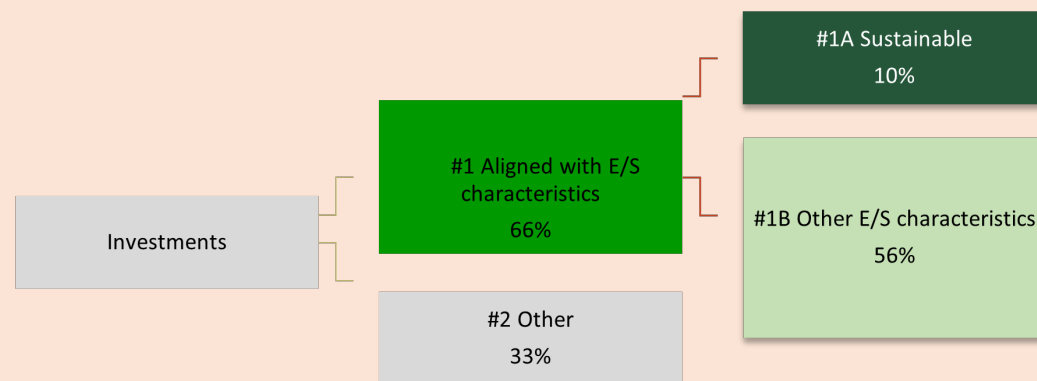 Investments
#1 Aligned with E/S
characteristics
66%
#2 Other
33%
#1A Sustainable
10%
#1B Other E/S characteristics
56%